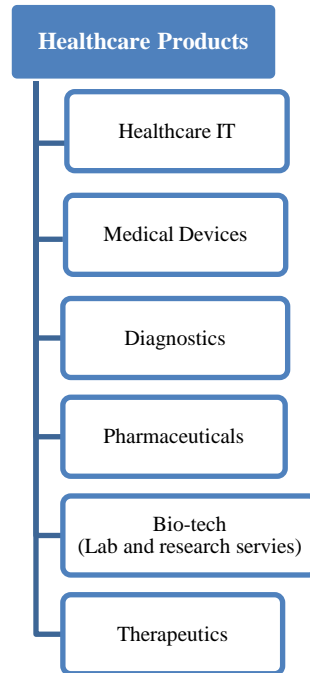 Healthcare Products
Healthcare IT
Medical Devices
Diagnostics
Pharmaceuticals
Bio-tech
(Lab and research servies)
Therapeutics